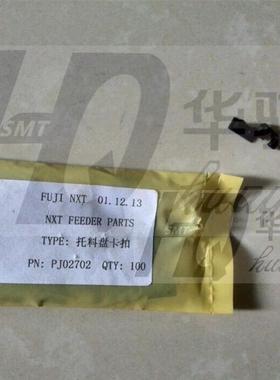 SMT
华
FUJI NXT 01.12.13
NXT FEEDER PARTS
TYPE: 托料盘卡扣
PN: PJ02702 QTY: 100